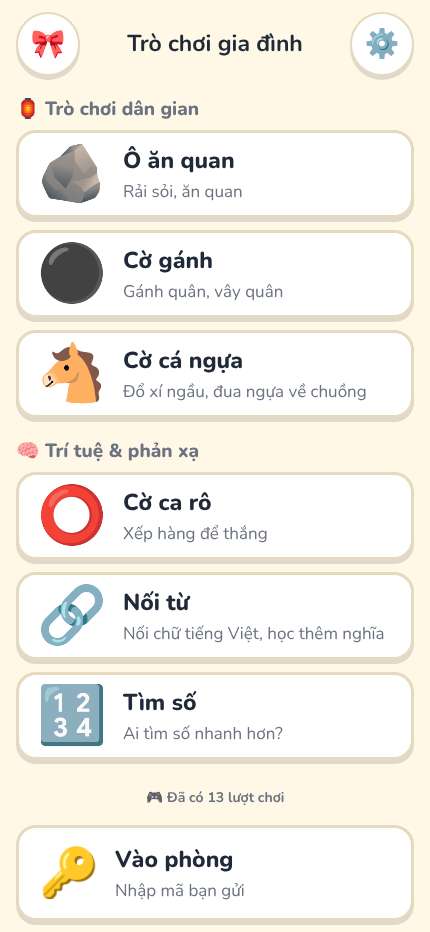 Trò chơi gia đình
Trò chơi dân gian
Ô ăn quan
Rải sỏi, ăn quan
Cờ gánh
Gánh quân, vây quân
Cờ cá ngựa
Đổ xí ngầu, đua ngựa về chuồng
Trí tuệ & phản xạ
Cờ ca rô
Xếp hàng để thắng
Nối từ
Nối chữ tiếng Việt, học thêm nghĩa
1 2
3 4
Tìm số
Ai tìm số nhanh hơn?
Đã có 13 lượt chơi
Vào phòng
Nhập mã bạn gửi